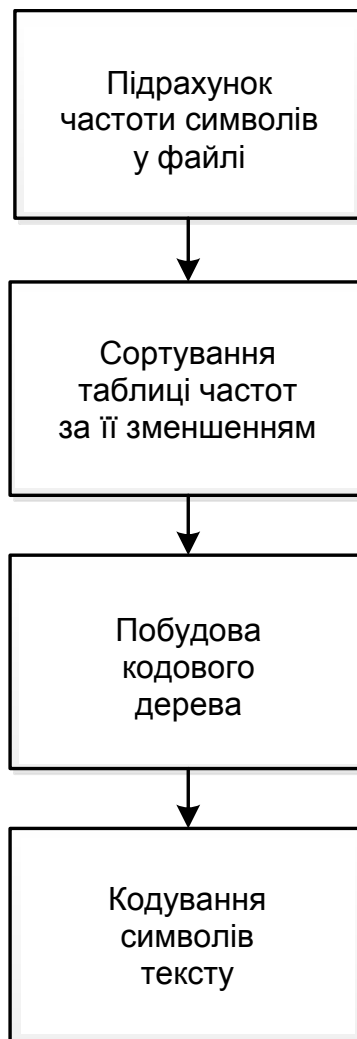 Підрахунок
частоти символів
у файлі
Сортування
таблиці частот
за її зменшенням
Побудова
кодового
дерева
Кодування
символів
тексту